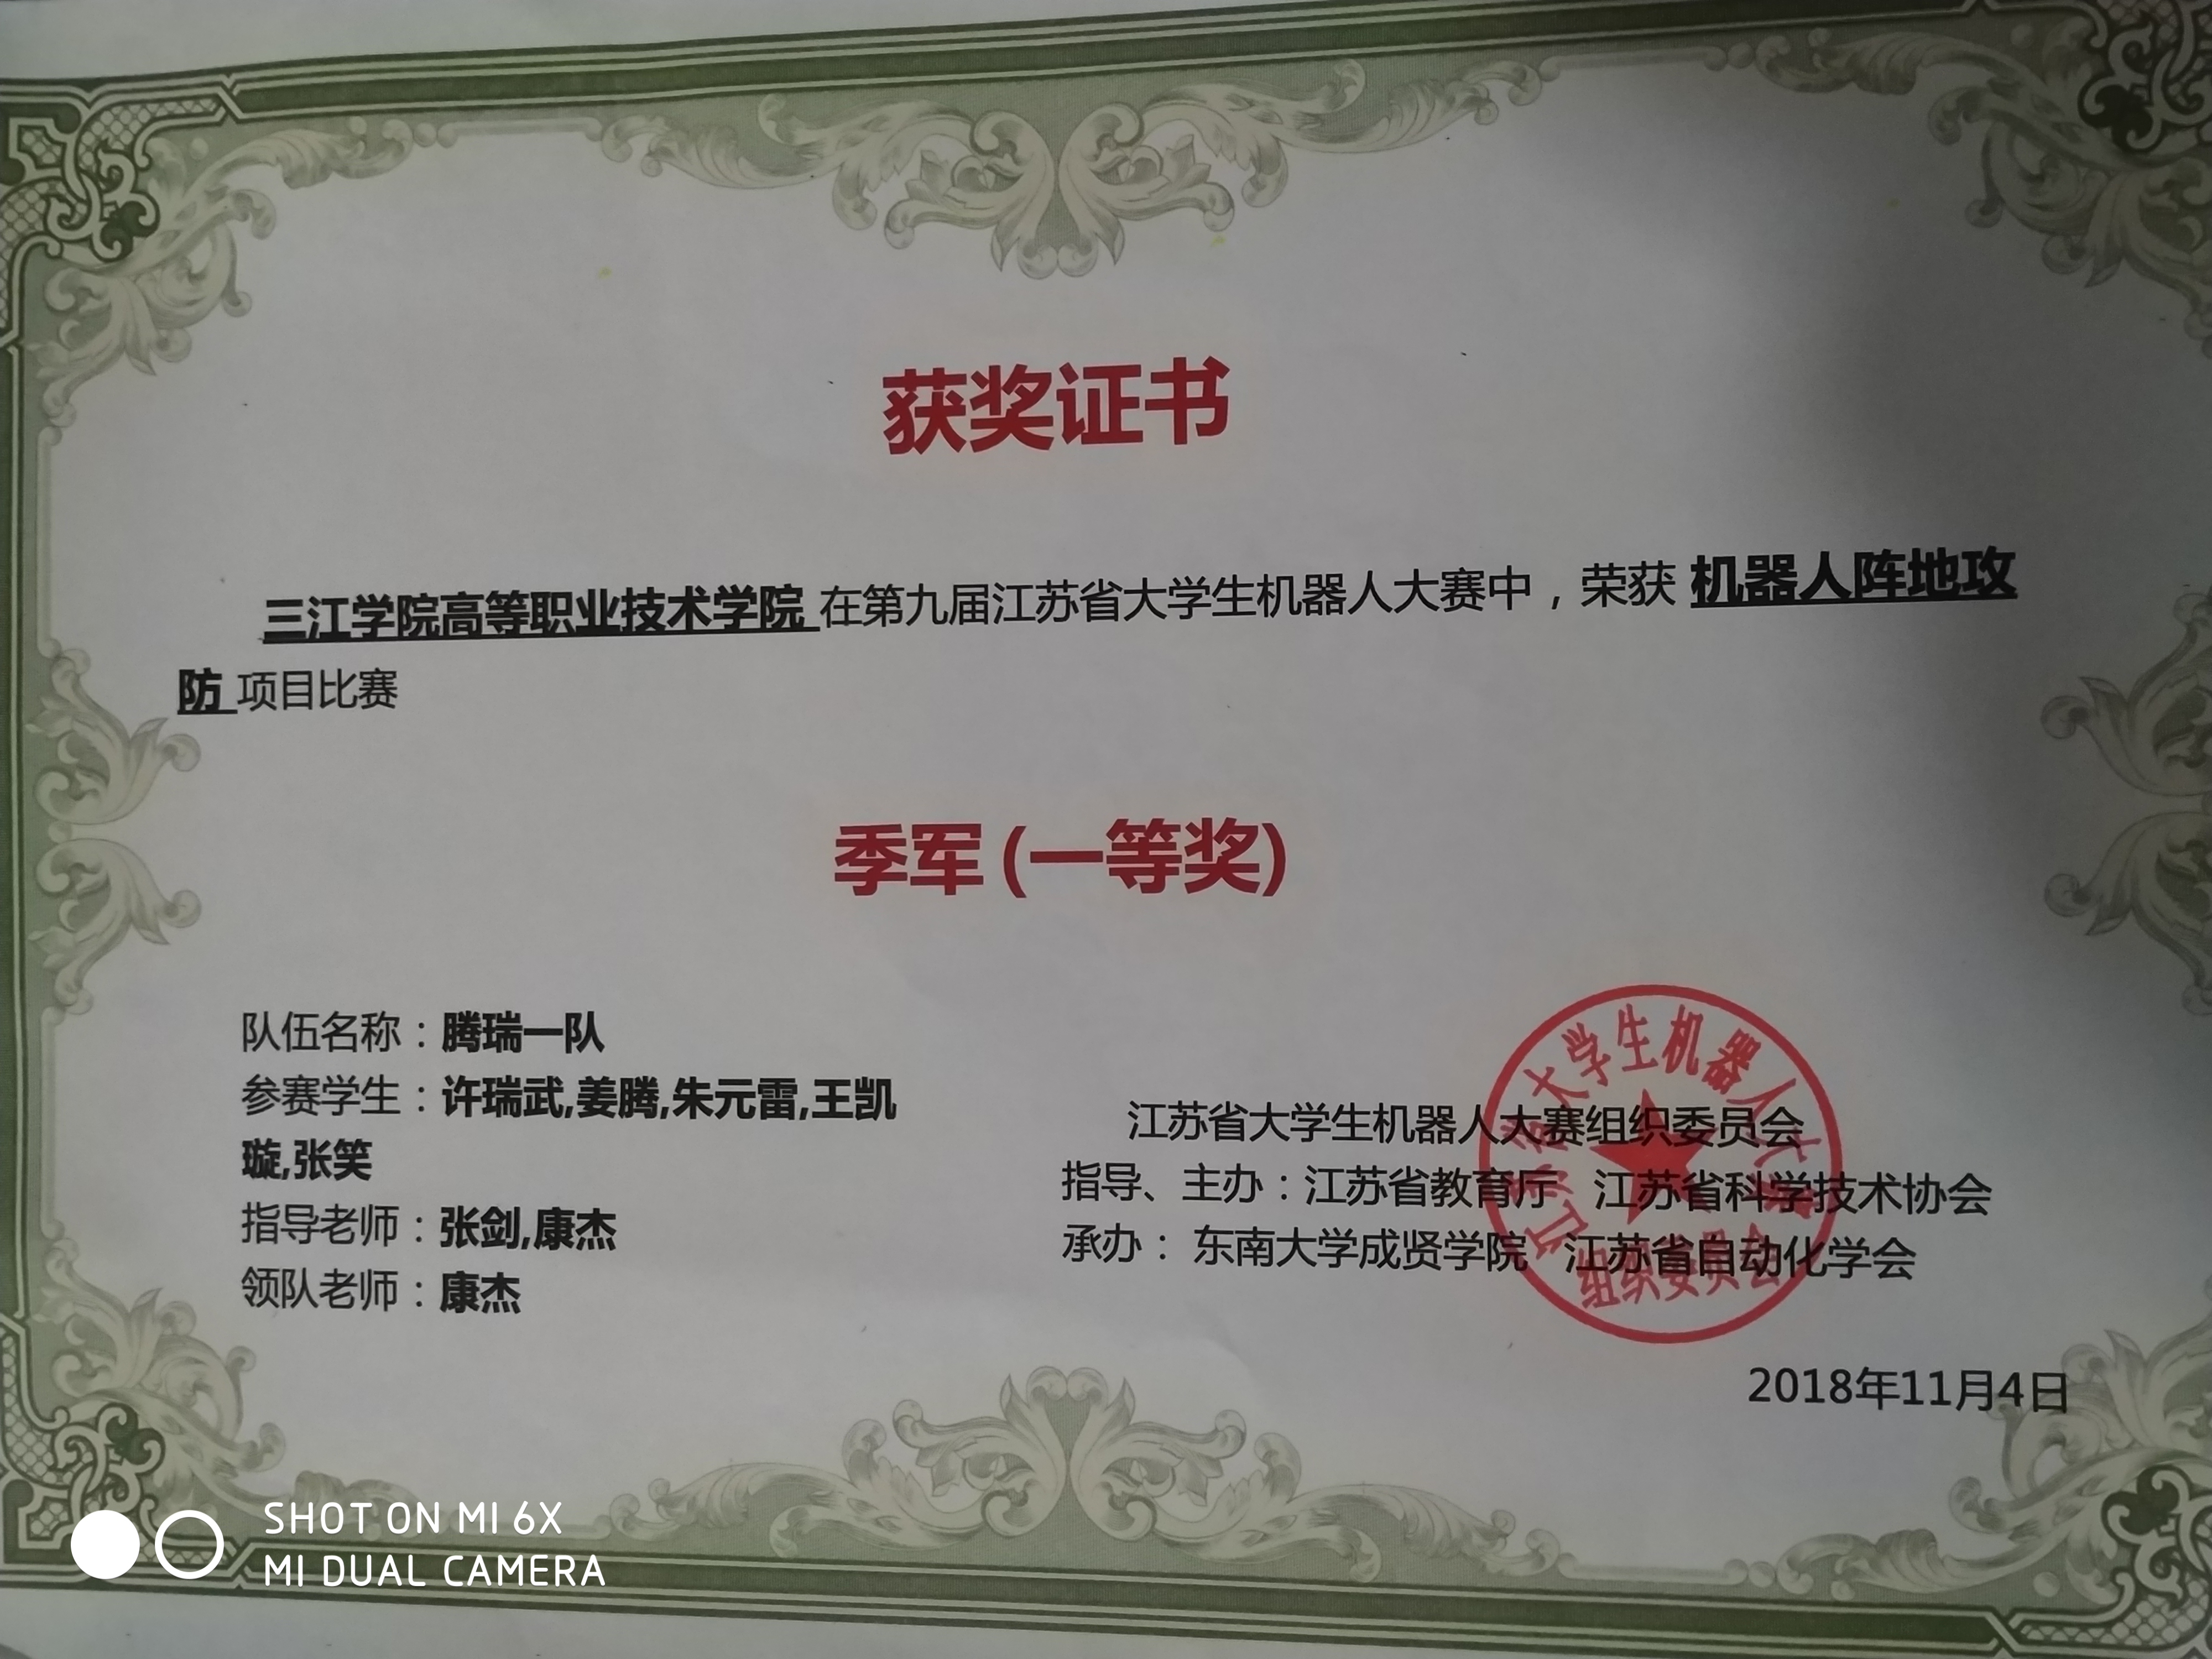 获奖证书
三江学院高等职业技术学院 在第九届江苏省大学生机器人大赛中，荣获 机器人阵地攻
防 项目比赛
季军(一等奖)
队伍名称：腾瑞一队
参赛学生：许瑞武,姜腾,朱元雷,王凯
璇,张笑
指导老师：张剑,康杰
领队老师：康杰
江苏省大学生机器人大赛组织委员会
指导、主办：江苏省教育厅 江苏省科学技术协会
承办： 东南大学成贤学院 江苏省自动化学会
江苏省大学生机器人大赛
组织委员会
2018年11月4日
SHOT ON MI 6X
MI DUAL CAMERA